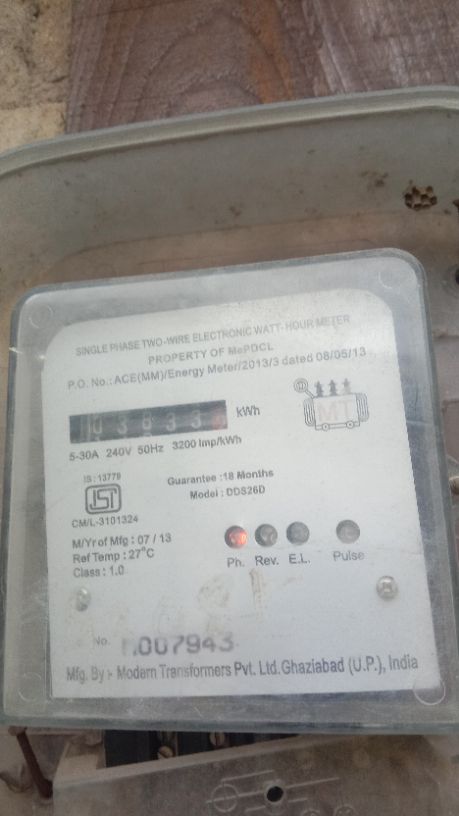 SINGLE PHASE TWO-WIRE ELECTRONIC WATT-HOUR METER
PROPERTY OF MePDCL
P.O. No.: ACE(MM)/Energy Meter/2013/3 dated 08/05/13
kWh
5-30A 240V 50Hz 3200 Imp/kWh
MT
IS : 13779
Guarantee :18 Months
Model : DDS26D
CM/L-3101324
M/Yr of Mfg : 07 / 13
Ref Temp : 27°C
Class : 1.0
Ph. Rev. E.L. Pulse
No. 007943
Mfg. By :- Modern Transformers Pvt. Ltd. Ghaziabad (U.P.), India